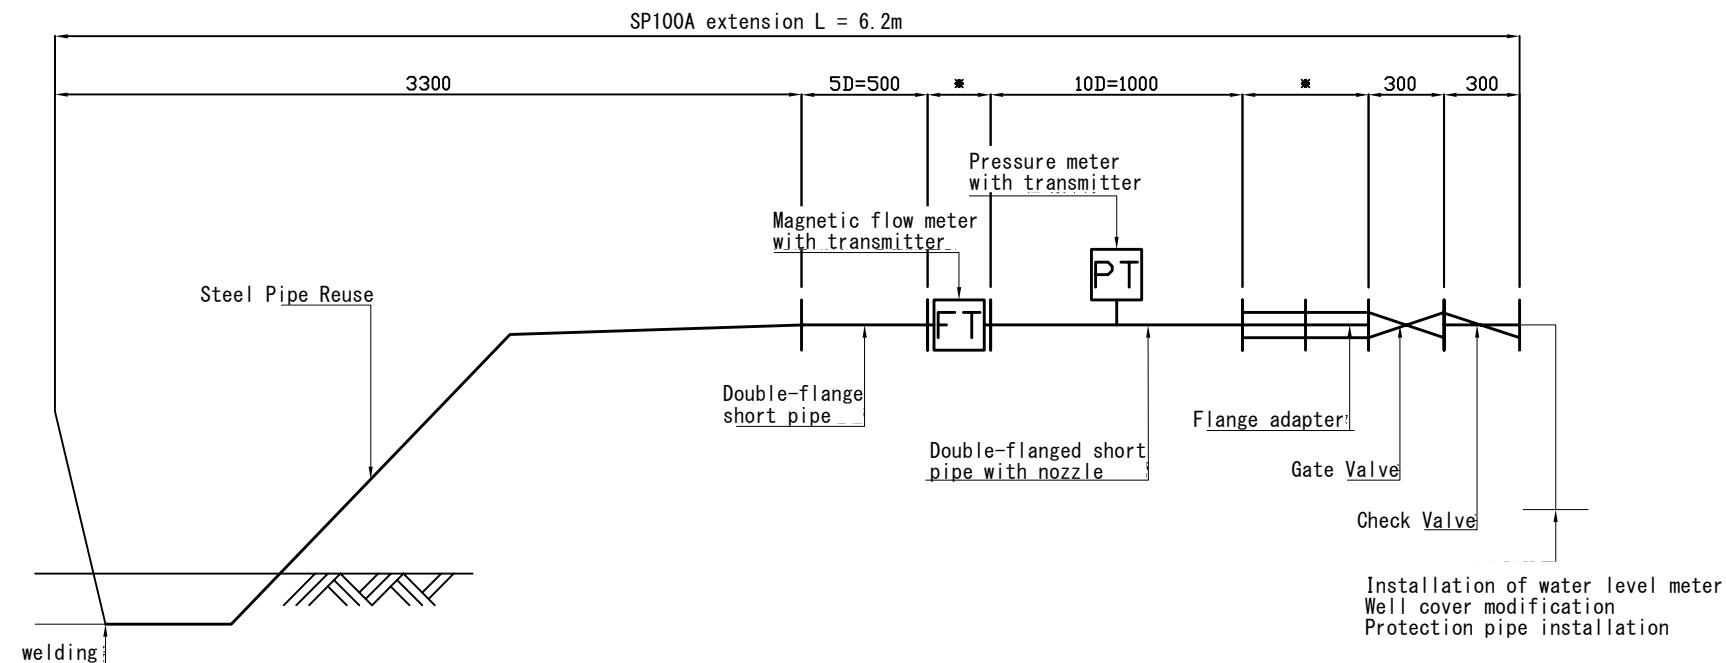 SP100A extension L = 6.2m
3300
5D=500
*
10D=1000
*
300
300
Pressure meter
with transmitter
Magnetic flow meter
with transmitter
PT
Steel Pipe Reuse
FT
Double-flange
short pipe
Flange adapter
Double-flanged short
pipe with nozzle
Gate Valve
Check Valve
Installation of water level meter
Well cover modification
Protection pipe installation
welding